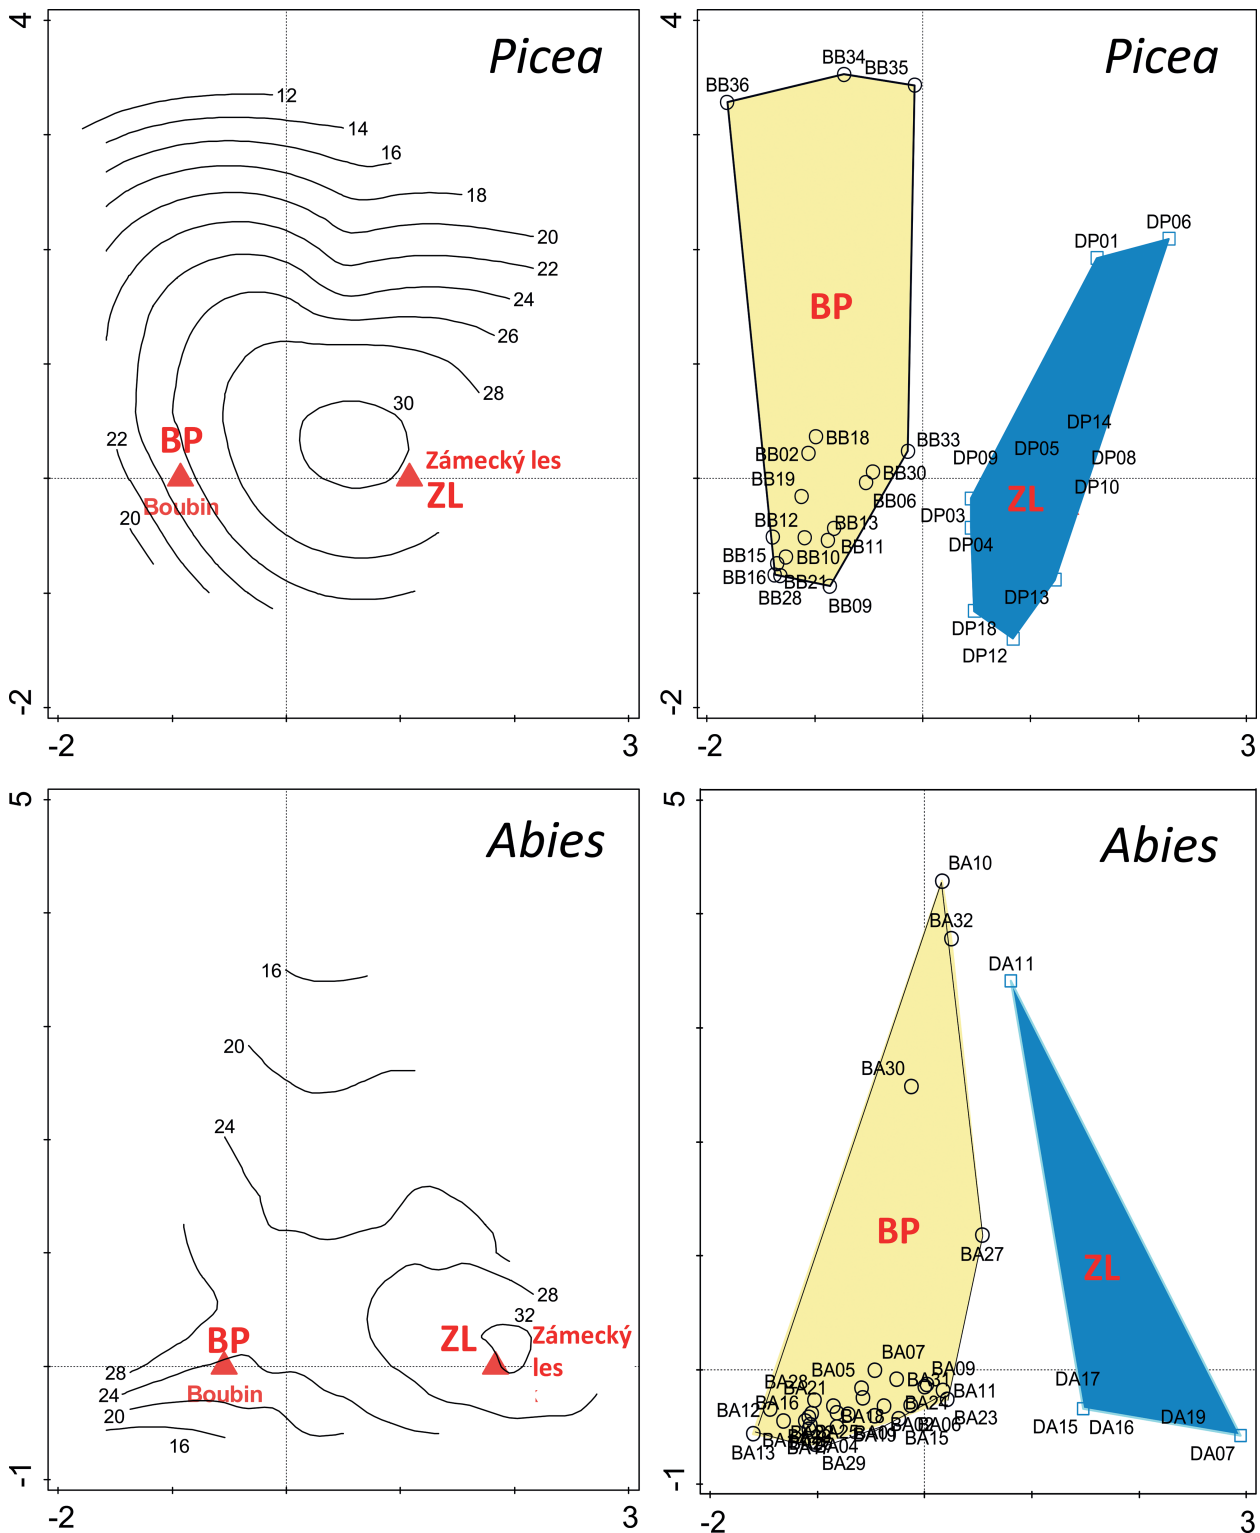 4
Picea
12
14
16
18
20
22
24
26
28
30
22
BP
Zámecký les
ZL
Boubin
20
-2
-2
3
4
Picea
BB34
BB35
BB36
DP06
DP01
BP
DP14
BB18
BB33
BB02
DP05
DP09
DP08
BB30
BB19
DP10
BB06
ZL
DP03
BB12
BB13
DP04
BB11
BB15
BB10
BB16
BB21
BB28
DP13
BB09
DP18
DP12
-2
-2
3
5
Abies
16
20
24
28
32
BP
ZL
Zámecký
les
28
Boubin
24
20
16
-1
-2
3
5
Abies
BA10
BA32
DA11
BA30
BP
BA27
ZL
BA07
BA05
BA09
BA28
BA31
DA17
BA21
BA11
BA16
BA24
BA12
BA18
BA23
DA19
DA15
DA16
BA06
BA15
BA13
BA04
DA07
BA29
-1
-2
3